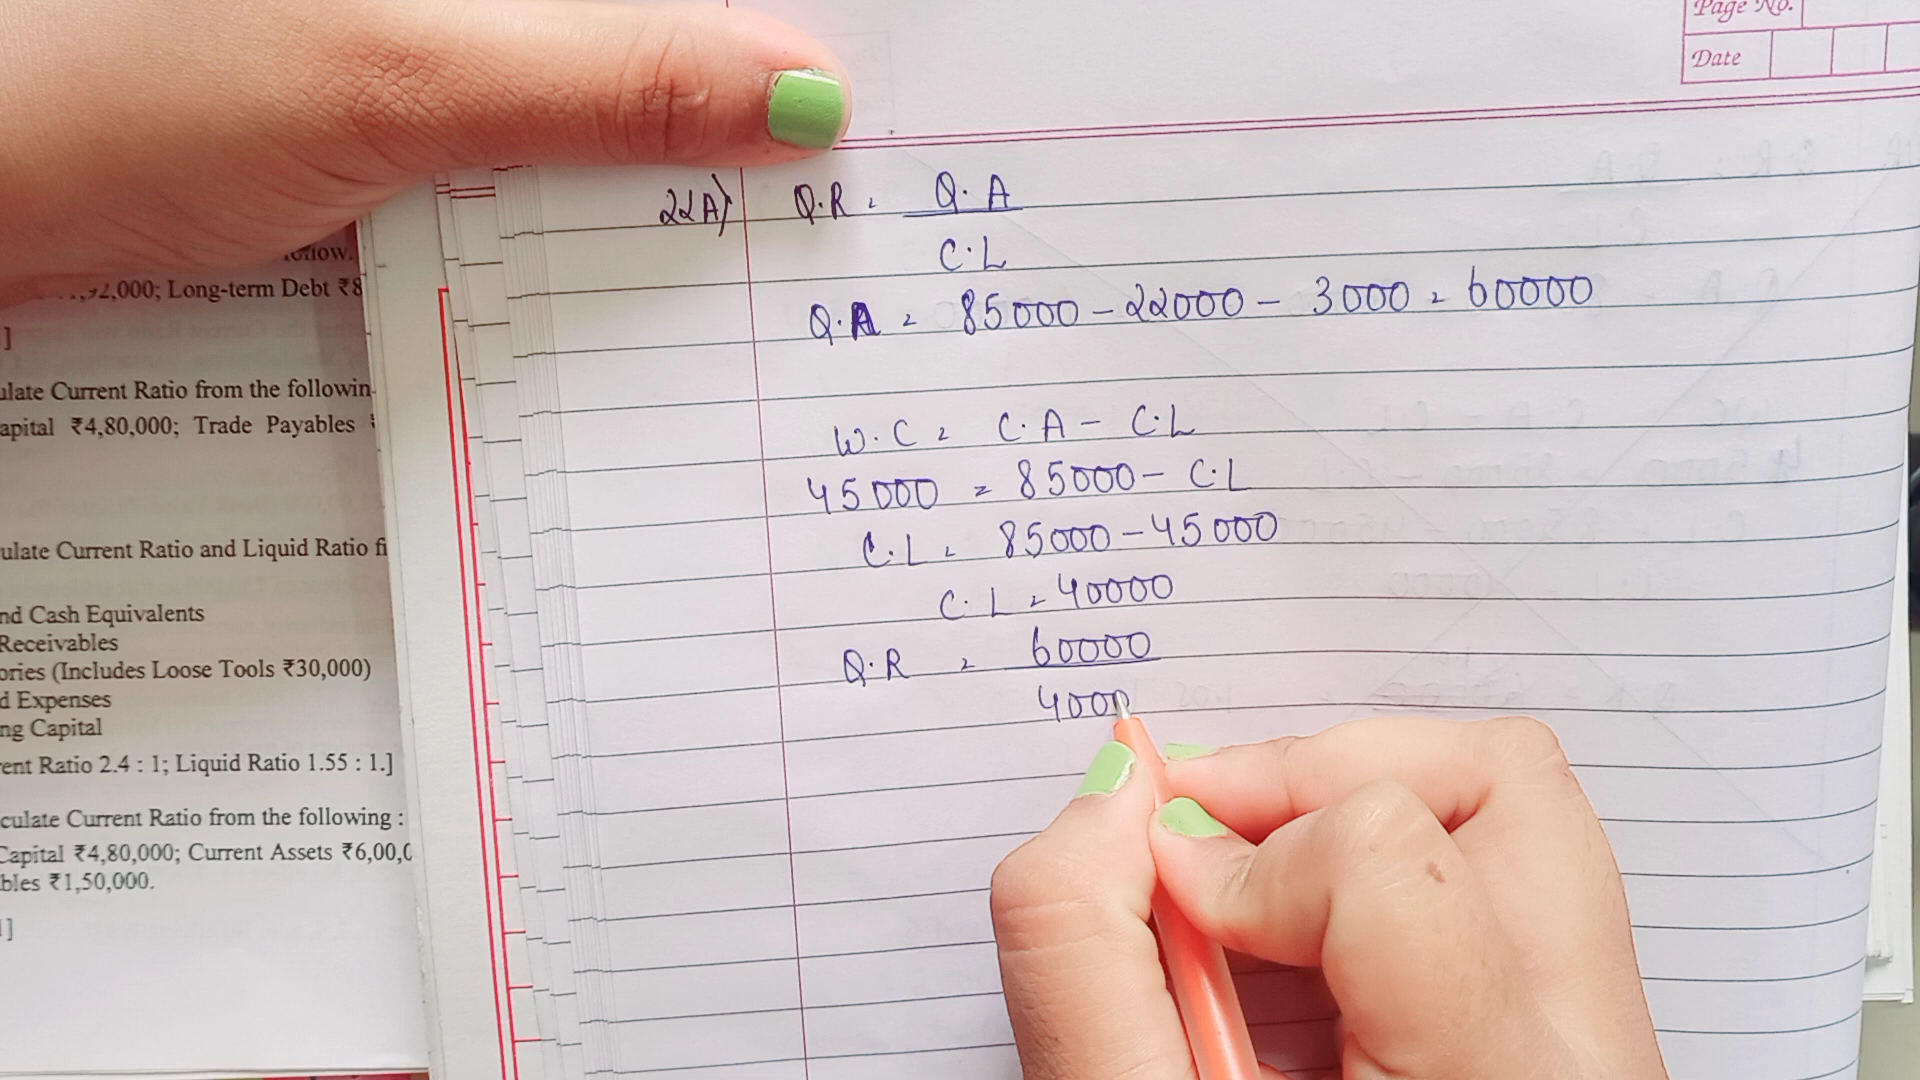 Page No.
Date
22A) Q.R = Q.A
C.L
Q.A = 85000 - 22000 - 3000 = 60000
W.C = C.A - C.L
45000 = 85000 - C.L
C.L = 85000 - 45000
C.L = 40000
Q.R = 60000
4000
,000; Long-term Debt ₹8
]
ulate Current Ratio from the followin
apital ₹4,80,000; Trade Payables
ulate Current Ratio and Liquid Ratio fi
nd Cash Equivalents
Receivables
ories (Includes Loose Tools ₹30,000)
d Expenses
ng Capital
rent Ratio 2.4 : 1; Liquid Ratio 1.55 : 1.]
culate Current Ratio from the following :
Capital ₹4,80,000; Current Assets ₹6,00,0
bles ₹1,50,000.
]